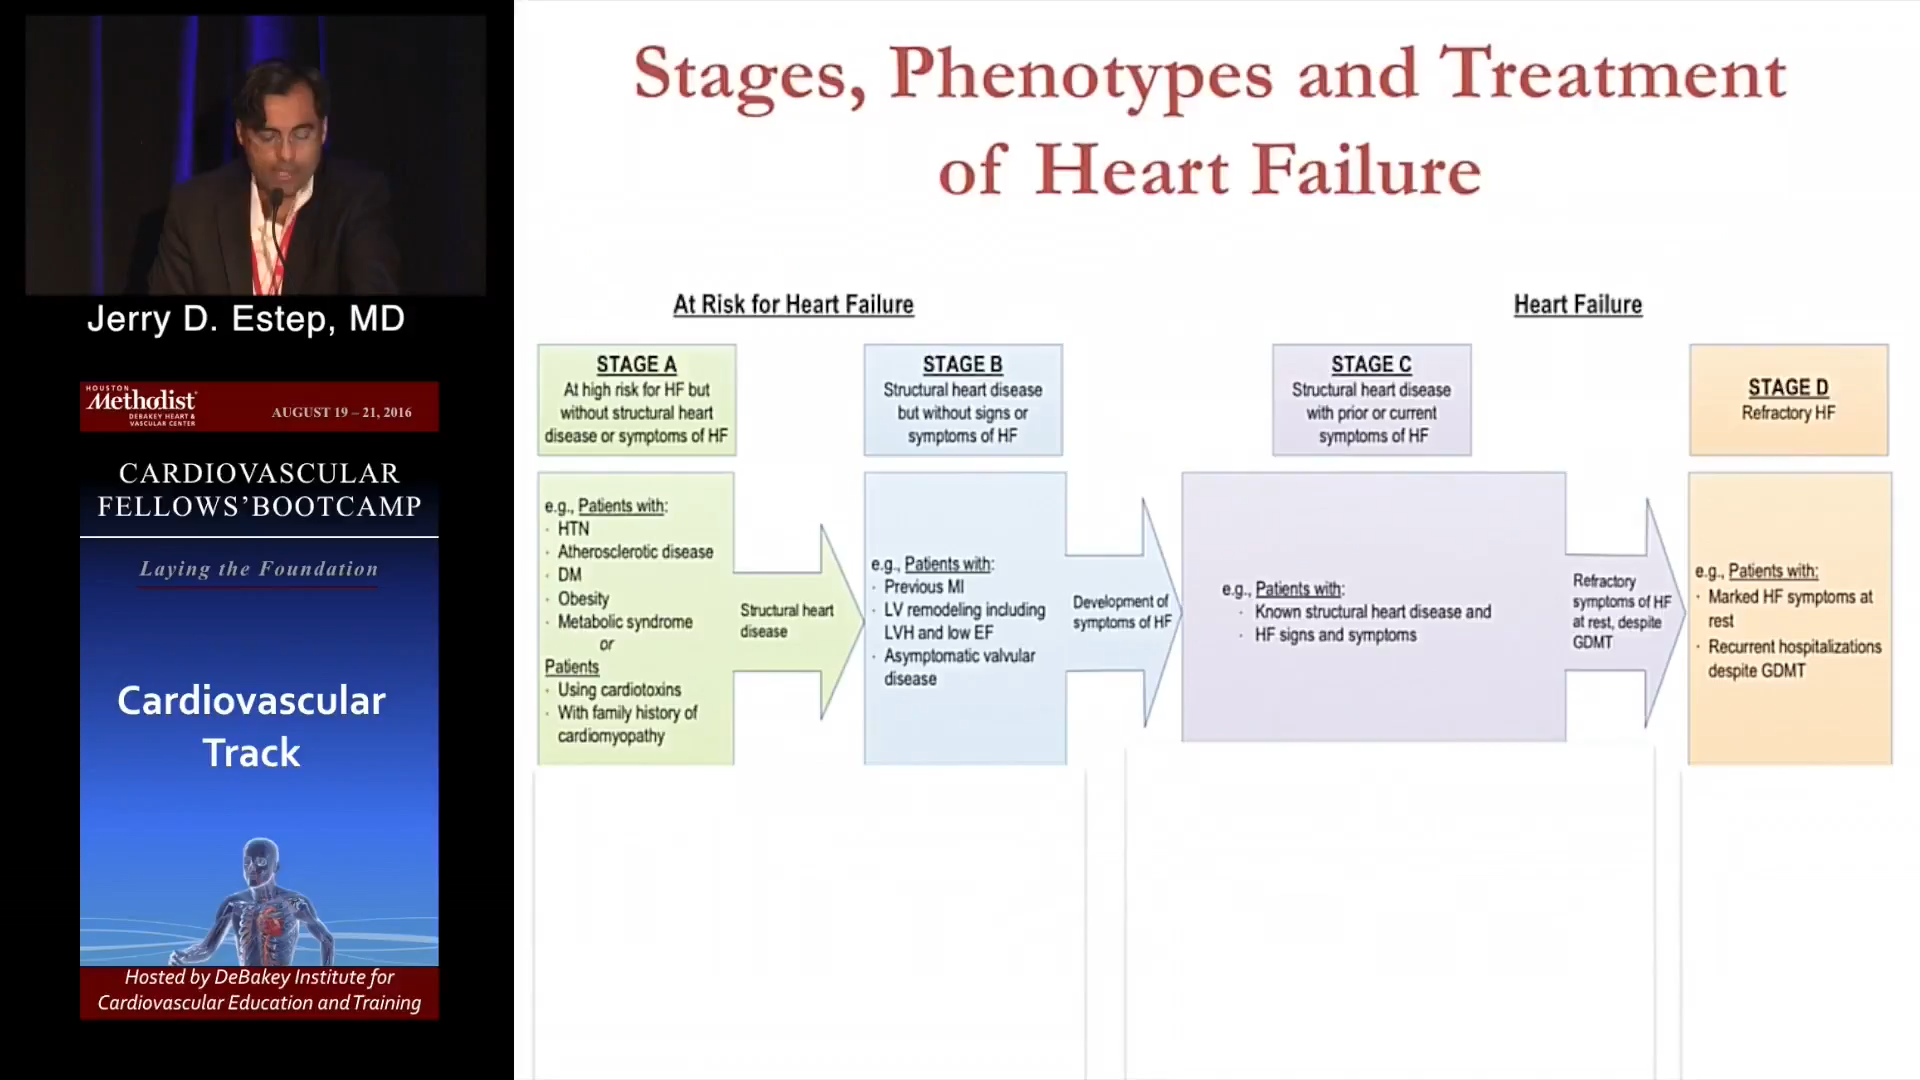 Stages, Phenotypes and Treatment
of Heart Failure
Jerry D. Estep, MD
HOUSTON
Methodist
DEBAKEY HEART &
VASCULAR CENTER
AUGUST 19 – 21, 2016
CARDIOVASCULAR
FELLOWS’BOOTCAMP
Laying the Foundation
Cardiovascular
Track
Hosted by DeBakey Institute for
Cardiovascular Education and Training
At Risk for Heart Failure
Heart Failure
STAGE A
At high risk for HF but
without structural heart
disease or symptoms of HF
STAGE B
Structural heart disease
but without signs or
symptoms of HF
STAGE C
Structural heart disease
with prior or current
symptoms of HF
STAGE D
Refractory HF
e.g., Patients with:
· HTN
· Atherosclerotic disease
· DM
· Obesity
· Metabolic syndrome
or
Patients
· Using cardiotoxins
· With family history of
cardiomyopathy
Structural heart
disease
e.g., Patients with:
· Previous MI
· LV remodeling including
LVH and low EF
· Asymptomatic valvular
disease
Development of
symptoms of HF
e.g., Patients with:
· Known structural heart disease and
· HF signs and symptoms
Refractory
symptoms of HF
at rest, despite
GDMT
e.g., Patients with:
· Marked HF symptoms at
rest
· Recurrent hospitalizations
despite GDMT